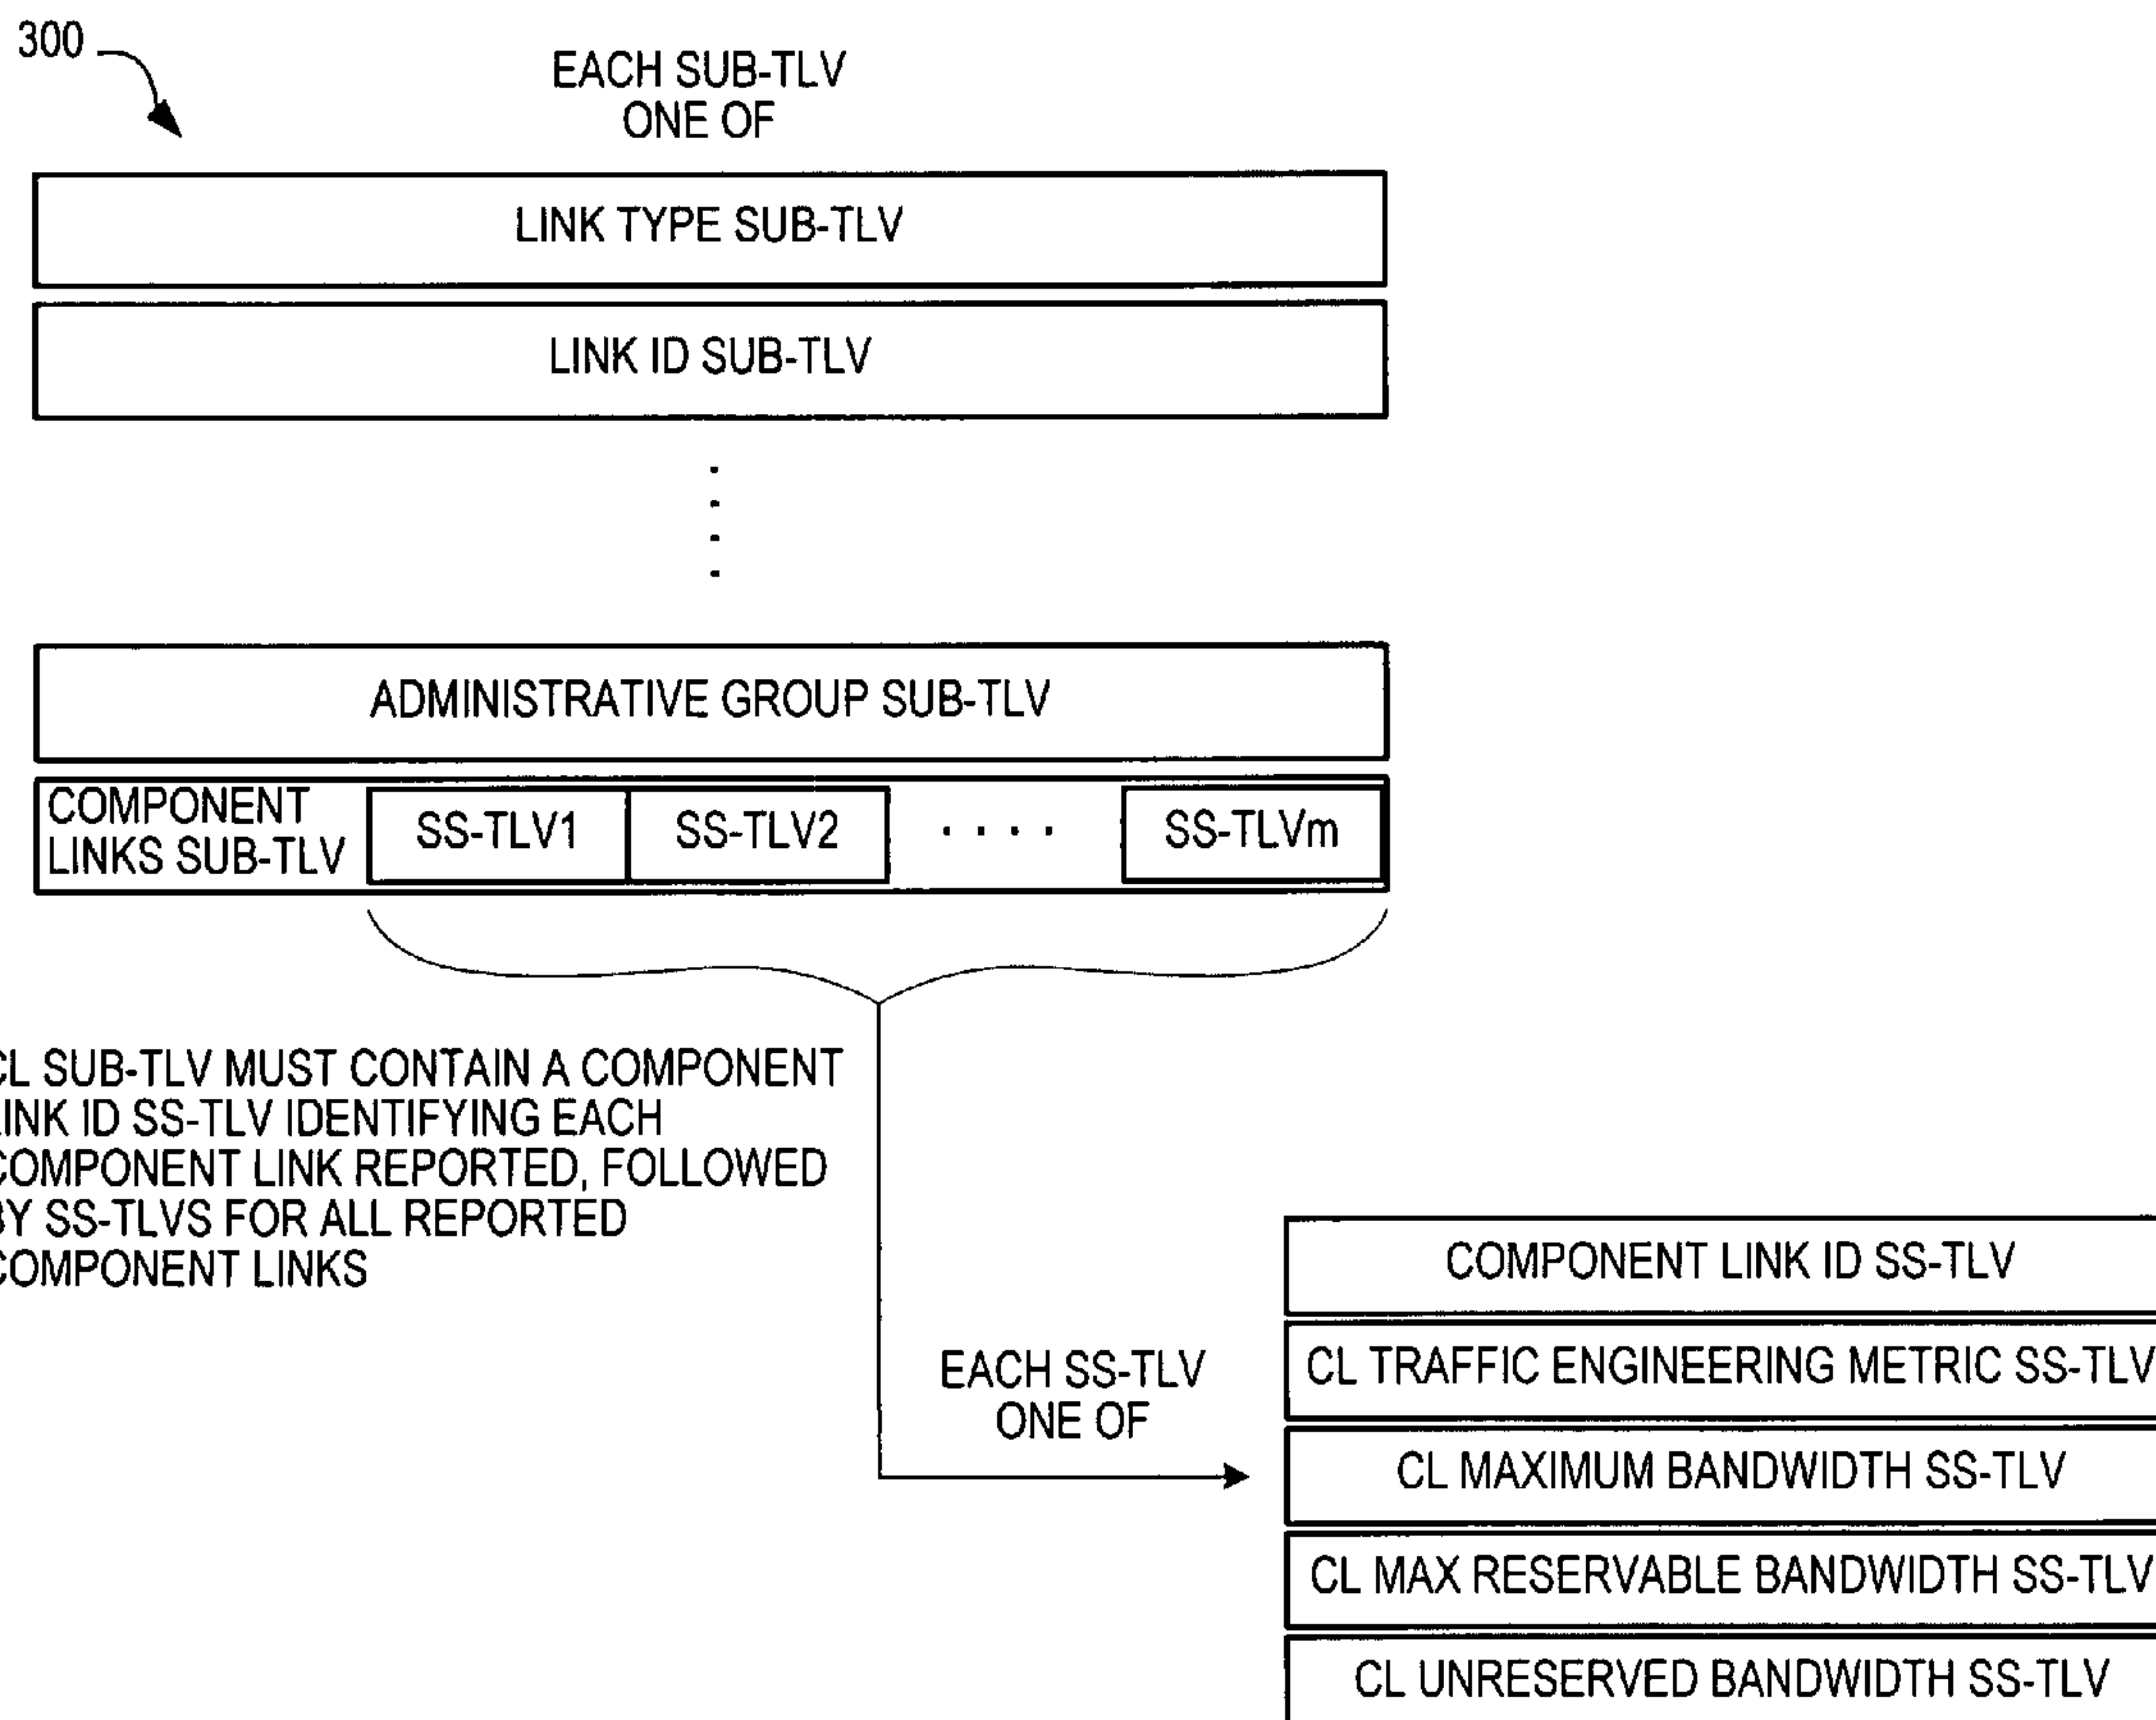 300
EACH SUB-TLV
ONE OF
LINK TYPE SUB-TLV
LINK ID SUB-TLV
ADMINISTRATIVE GROUP SUB-TLV
COMPONENT
LINKS SUB-TLV
SS-TLV1
SS-TLV2
. . . .
SS-TLVm
CL SUB-TLV MUST CONTAIN A COMPONENT
LINK ID SS-TLV IDENTIFYING EACH
COMPONENT LINK REPORTED, FOLLOWED
BY SS-TLVS FOR ALL REPORTED
COMPONENT LINKS
EACH SS-TLV
ONE OF
COMPONENT LINK ID SS-TLV
CL TRAFFIC ENGINEERING METRIC SS-TLV
CL MAXIMUM BANDWIDTH SS-TLV
CL MAX RESERVABLE BANDWIDTH SS-TLV
CL UNRESERVED BANDWIDTH SS-TLV